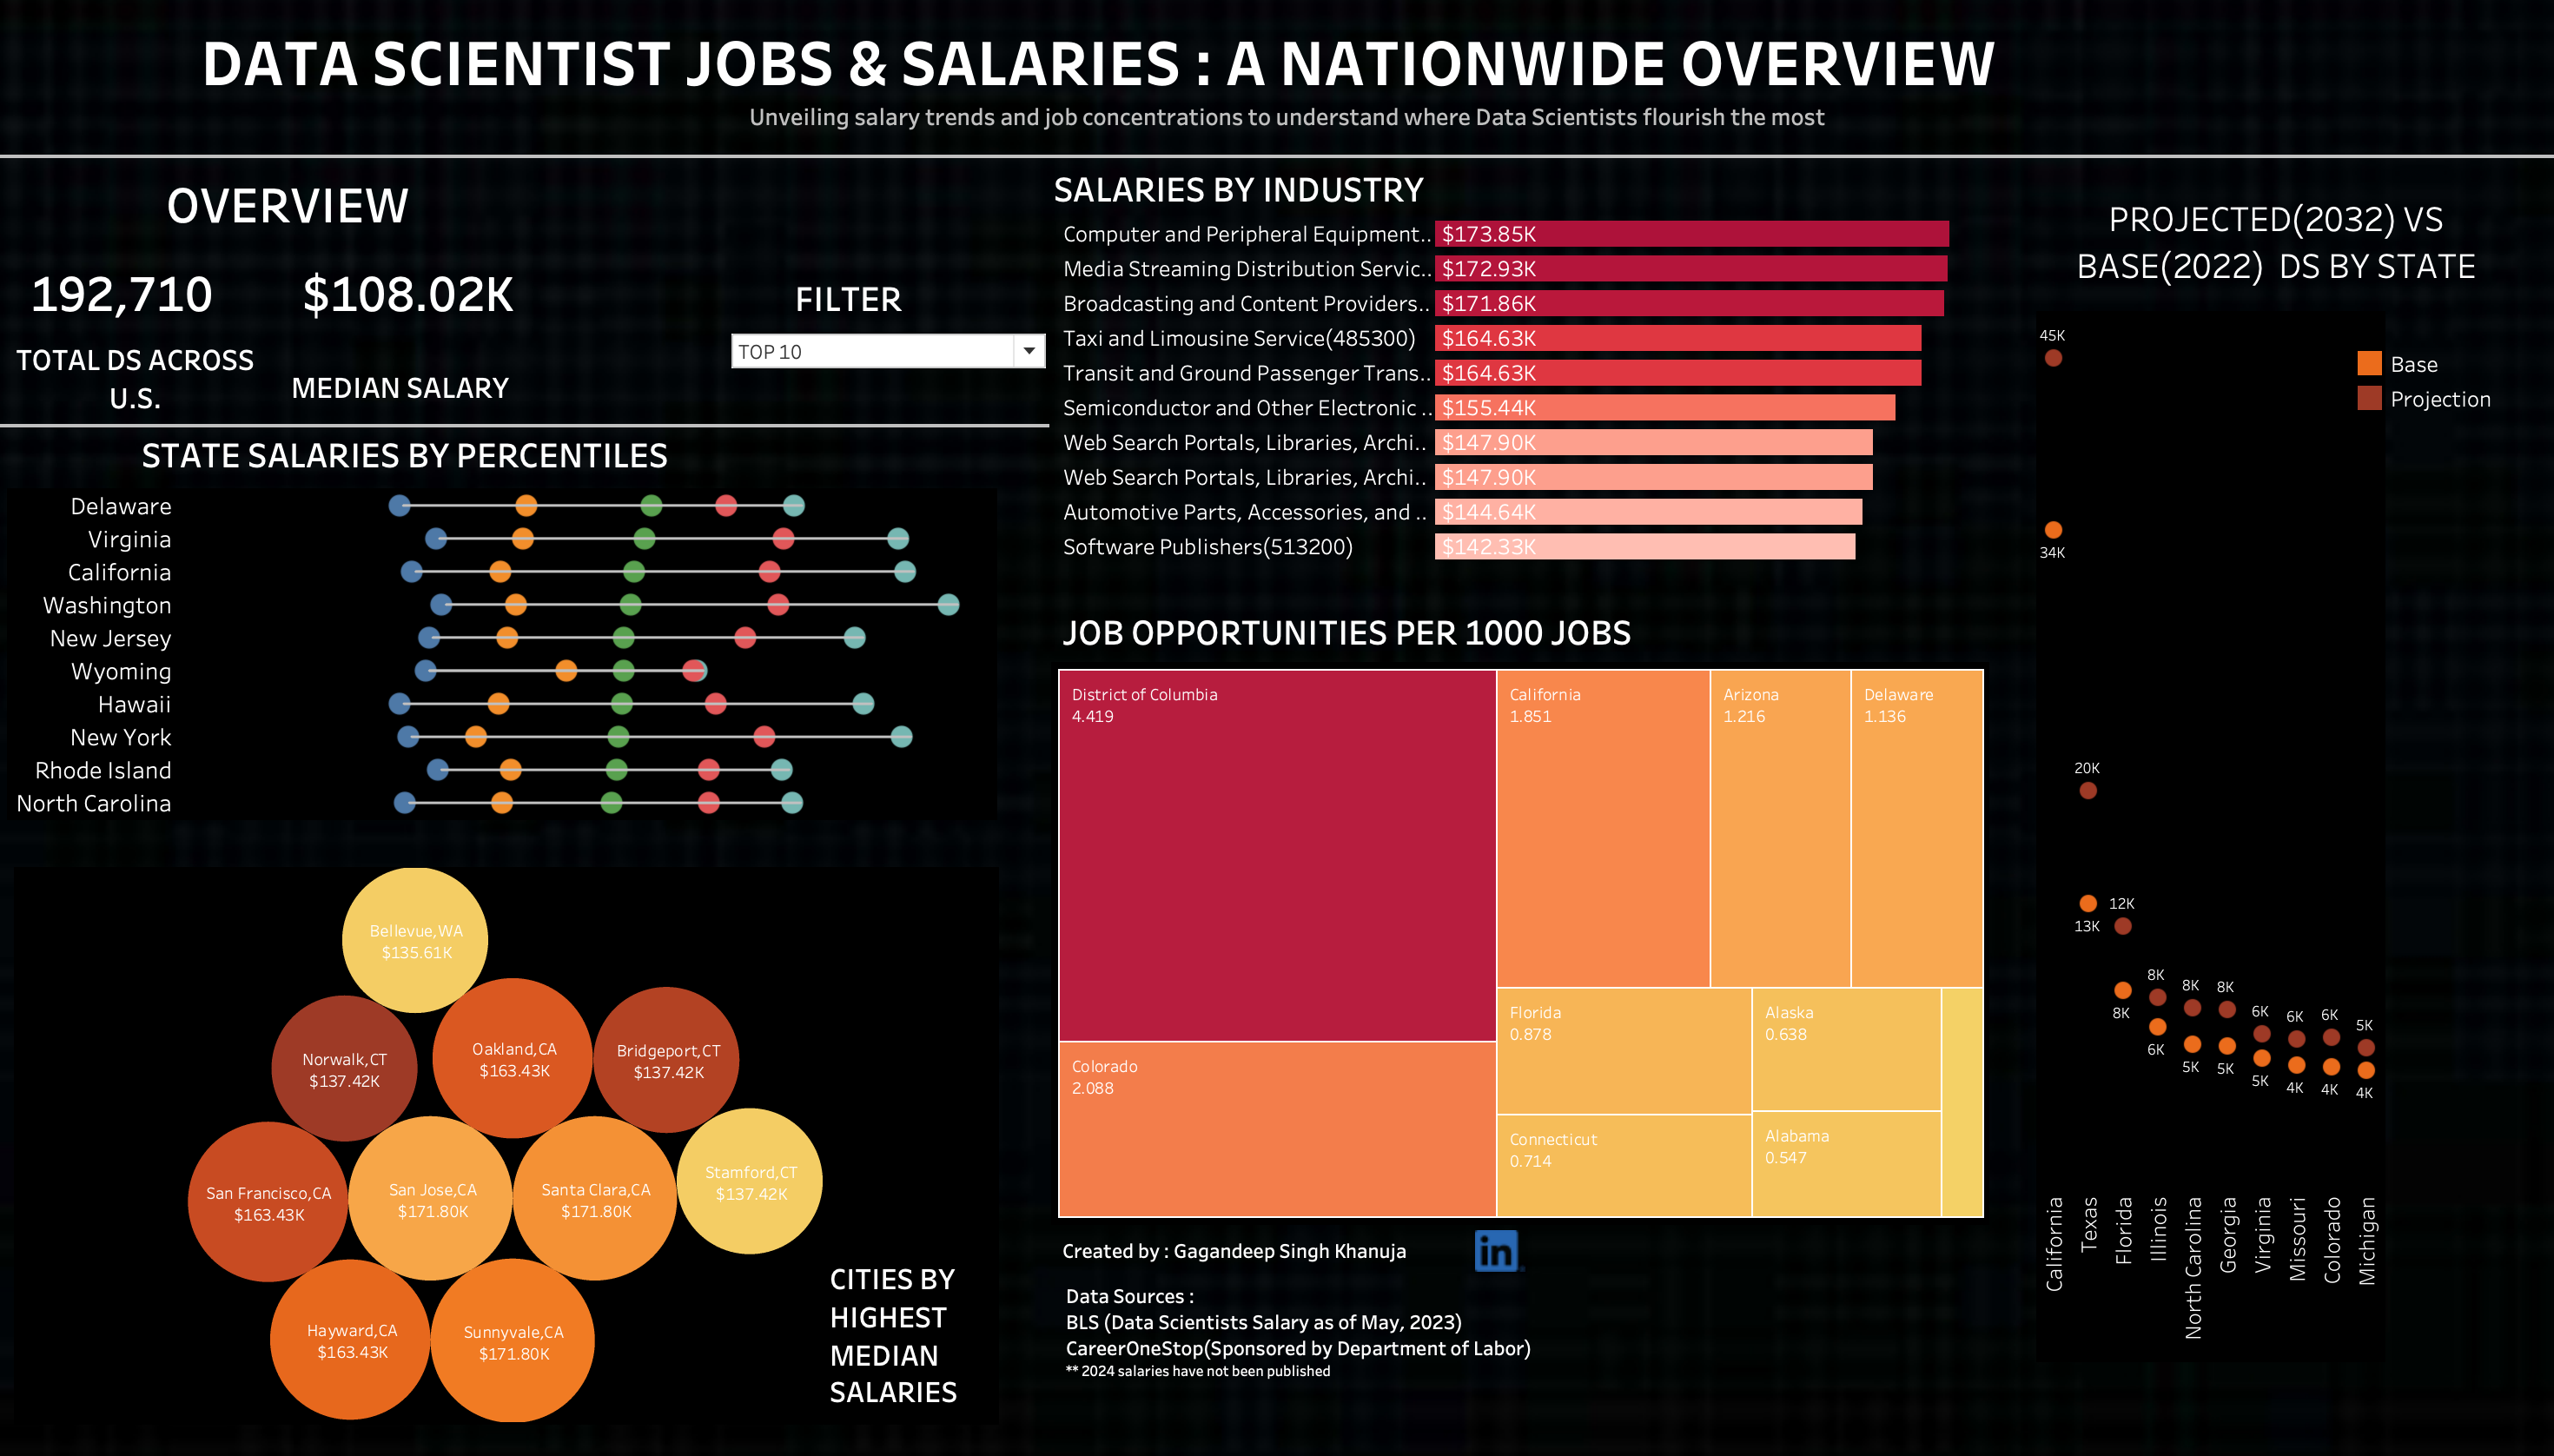 DATA SCIENTIST JOBS & SALARIES : A NATIONWIDE OVERVIEW
Unveiling salary trends and job concentrations to understand where Data Scientists flourish the most
OVERVIEW
192,710
TOTAL DS ACROSS
U.S.
$108.02K
MEDIAN SALARY
FILTER
TOP 10
STATE SALARIES BY PERCENTILES
Delaware
Virginia
California
Washington
New Jersey
Wyoming
Hawaii
New York
Rhode Island
North Carolina
Bellevue,WA
$135.61K
Norwalk,CT
$137.42K
Oakland,CA
$163.43K
Bridgeport,CT
$137.42K
San Francisco,CA
$163.43K
San Jose,CA
$171.80K
Santa Clara,CA
$171.80K
Stamford,CT
$137.42K
Hayward,CA
$163.43K
Sunnyvale,CA
$171.80K
CITIES BY
HIGHEST
MEDIAN
SALARIES
SALARIES BY INDUSTRY
Computer and Peripheral Equipment.. $173.85K
Media Streaming Distribution Servic.. $172.93K
Broadcasting and Content Providers.. $171.86K
Taxi and Limousine Service(485300) $164.63K
Transit and Ground Passenger Trans.. $164.63K
Semiconductor and Other Electronic .. $155.44K
Web Search Portals, Libraries, Archi.. $147.90K
Web Search Portals, Libraries, Archi.. $147.90K
Automotive Parts, Accessories, and .. $144.64K
Software Publishers(513200) $142.33K
JOB OPPORTUNITIES PER 1000 JOBS
District of Columbia
4.419
California
1.851
Arizona
1.216
Delaware
1.136
Colorado
2.088
Florida
0.878
Alaska
0.638
Connecticut
0.714
Alabama
0.547
Created by : Gagandeep Singh Khanuja
in
Data Sources :
BLS (Data Scientists Salary as of May, 2023)
CareerOneStop(Sponsored by Department of Labor)
** 2024 salaries have not been published
PROJECTED(2032) VS
BASE(2022) DS BY STATE
Base
Projection
45K
34K
20K
13K
12K
8K
8K
6K
8K
5K
8K
5K
6K
5K
6K
4K
6K
4K
5K
4K
California
Texas
Florida
Illinois
North Carolina
Georgia
Virginia
Missouri
Colorado
Michigan